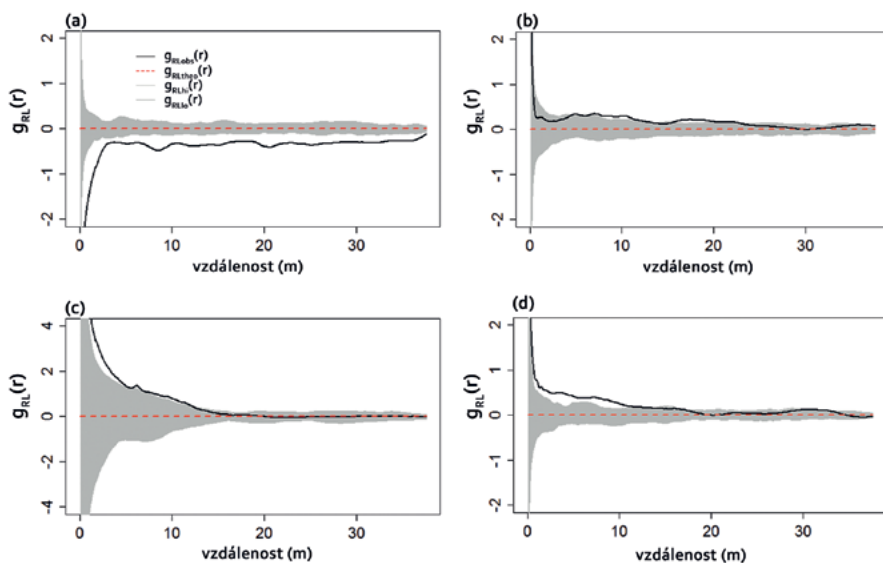 (a)
2
1
0
-1
-2
g_RL(r)
g_RLobs(r)
g_RLtheo(r)
g_RLhi(r)
g_RLlo(r)
0 10 20 30
vzdálenost (m)
(b)
2
1
0
-1
-2
g_RL(r)
0 10 20 30
vzdálenost (m)
(c)
4
2
0
-2
-4
g_RL(r)
0 10 20 30
vzdálenost (m)
(d)
2
1
0
-1
-2
g_RL(r)
0 10 20 30
vzdálenost (m)